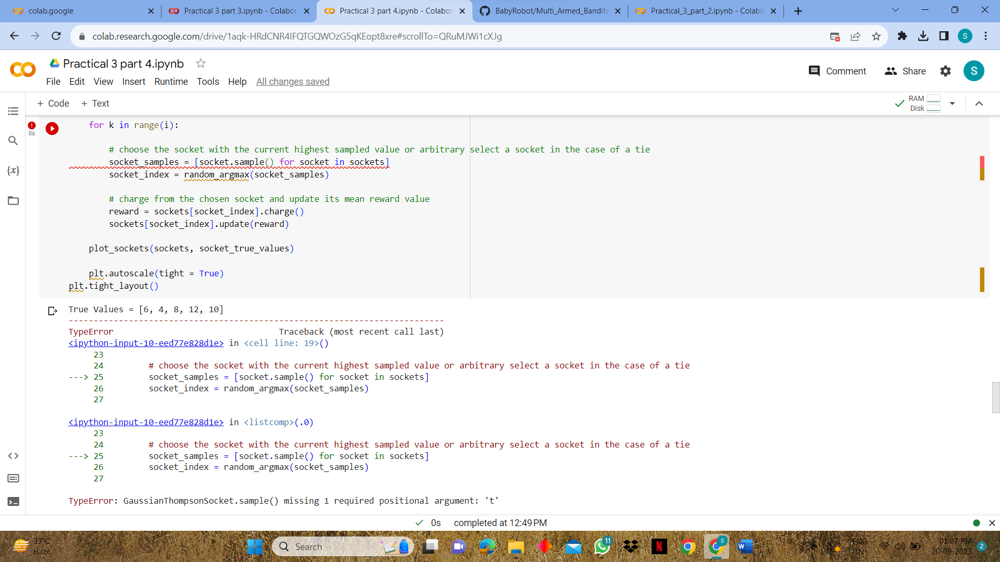 colab.google
Practical 3 part 3.ipynb - Colabor
Practical 3 part 4.ipynb - Colabor
BabyRobot/Multi_Armed_Bandits
Practical_3_part_2.ipynb - Colabo
colab.research.google.com/drive/1aqk-HRdCNR4IFQTGQWOzG5qKEopt8xre#scrollTo=QRuMJWi1cXJg
S
Practical 3 part 4.ipynb
File Edit View Insert Runtime Tools Help All changes saved
Comment Share S
+ Code + Text
RAM
Disk
{x}
0s
for k in range(i):
# choose the socket with the current highest sampled value or arbitrary select a socket in the case of a tie
socket_samples = [socket.sample() for socket in sockets]
socket_index = random_argmax(socket_samples)
# charge from the chosen socket and update its mean reward value
reward = sockets[socket_index].charge()
sockets[socket_index].update(reward)
plot_sockets(sockets, socket_true_values)
plt.autoscale(tight = True)
plt.tight_layout()
True Values = [6, 4, 8, 12, 10]
---------------------------------------------------------------------------
TypeError Traceback (most recent call last)
<ipython-input-10-eed77e828d1e> in <cell line: 19>()
23
24 # choose the socket with the current highest sampled value or arbitrary select a socket in the case of a tie
---> 25 socket_samples = [socket.sample() for socket in sockets]
26 socket_index = random_argmax(socket_samples)
27
<ipython-input-10-eed77e828d1e> in <listcomp>(.0)
23
24 # choose the socket with the current highest sampled value or arbitrary select a socket in the case of a tie
---> 25 socket_samples = [socket.sample() for socket in sockets]
26 socket_index = random_argmax(socket_samples)
27
TypeError: GaussianThompsonSocket.sample() missing 1 required positional argument: 't'
0s completed at 12:49 PM
33°C
Haze
Search
11
S
ENG
IN
01:07 PM
20-09-2023
2